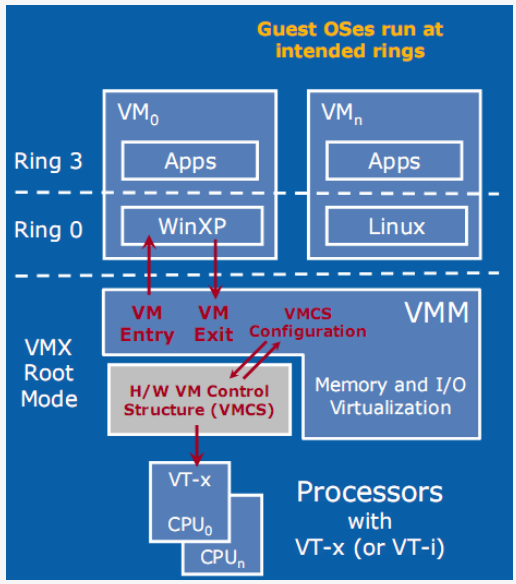 Guest OSes run at
intended rings
VM0
VMn
Ring 3
Apps
Apps
Ring 0
WinXP
Linux
VM
Entry
VM
Exit
VMCS
Configuration
VMM
VMX
Root
Mode
H/W VM Control
Structure (VMCS)
Memory and I/O
Virtualization
VT-x
CPU0
CPUn
Processors
with
VT-x (or VT-i)